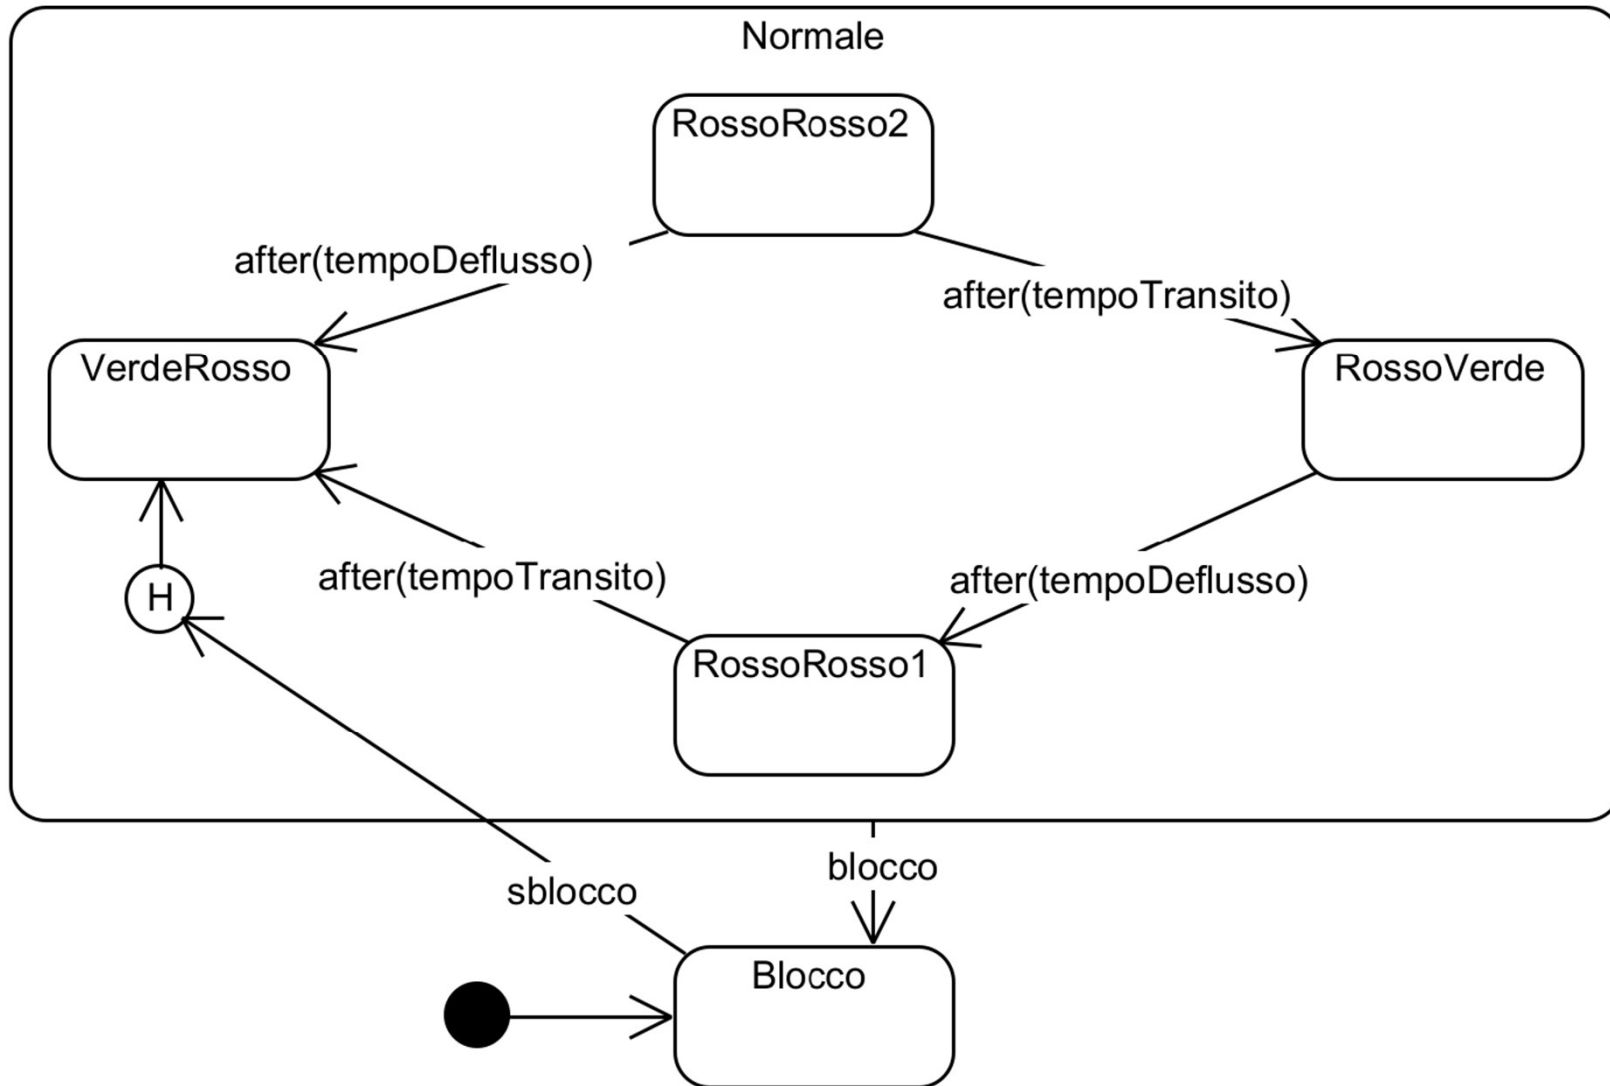 Normale
RossoRosso2
after(tempoDeflusso)
after(tempoTransito)
VerdeRosso
RossoVerde
after(tempoTransito)
after(tempoDeflusso)
H
RossoRosso1
blocco
sblocco
Blocco